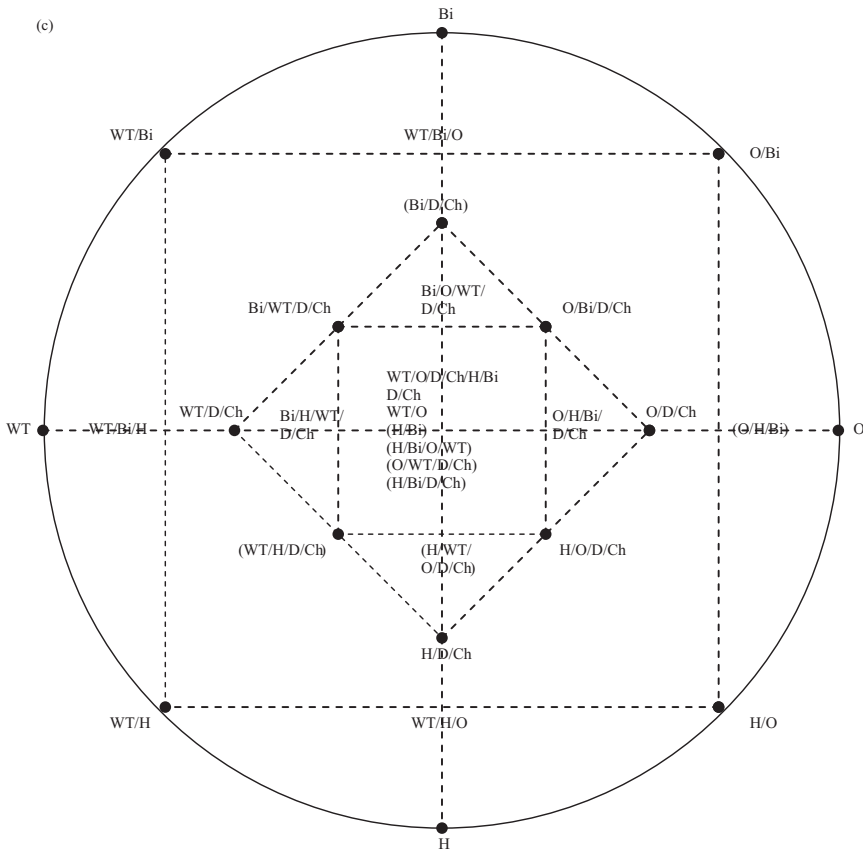 Bi
(c)
WT/Bi
WT/Bi/O
O/Bi
(Bi/D/Ch)
Bi/WT/D/Ch
Bi/O/WT/
D/Ch
O/Bi/D/Ch
WT/O/D/Ch/H/Bi
D/Ch
WT/O
(H/Bi)
(H/Bi/O/WT)
(O/WT/D/Ch)
(H/Bi/D/Ch)
WT
WT/Bi/H
WT/D/Ch
Bi/H/WT/
D/Ch
O/H/Bi/
D/Ch
O/D/Ch
(O/H/Bi)
O
(WT/H/D/Ch)
(H/WT/
O/D/Ch)
H/O/D/Ch
H/D/Ch
WT/H
WT/H/O
H/O
H